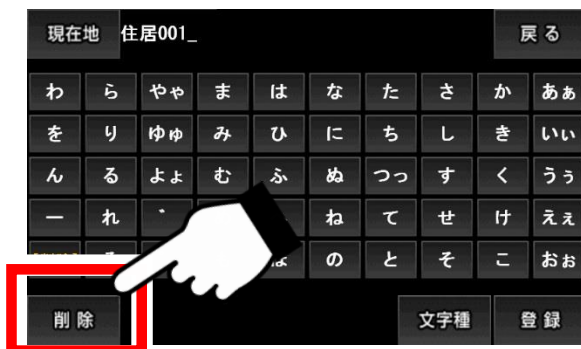 現在地 住居001_ 戻る
わ ら やゃ ま は な た さ か あぁ
を り ゆゅ み ひ に ち し き いぃ
ん る よょ む ふ ぬ つっ す く うぅ
ー れ ゛ ね て せ け えぇ
の と そ こ おぉ
削除 文字種 登録